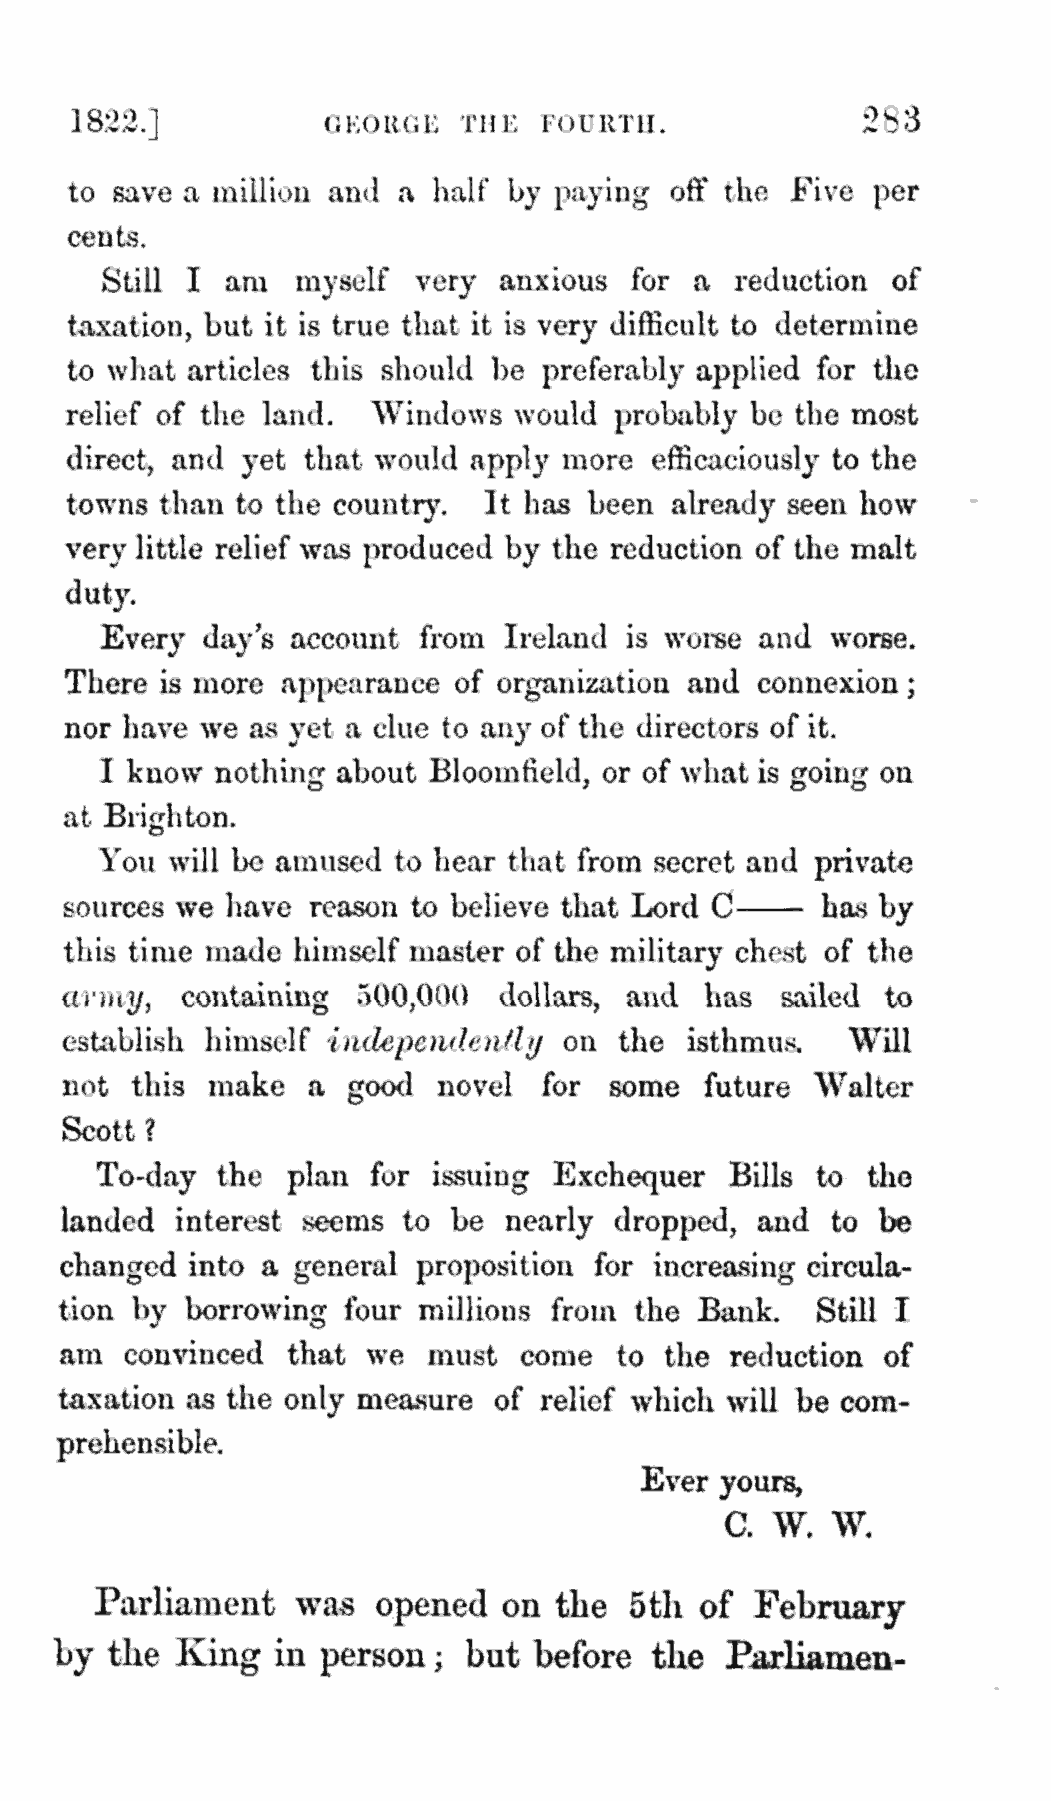 1822.] GEORGE THE FOURTH. 283
to save a million and a half by paying off the Five per
cents.
Still I am myself very anxious for a reduction of
taxation, but it is true that it is very difficult to determine
to what articles this should be preferably applied for the
relief of the land. Windows would probably be the most
direct, and yet that would apply more efficaciously to the
towns than to the country. It has been already seen how
very little relief was produced by the reduction of the malt
duty.
Every day's account from Ireland is worse and worse.
There is more appearance of organization and connexion;
nor have we as yet a clue to any of the directors of it.
I know nothing about Bloomfield, or of what is going on
at Brighton.
You will be amused to hear that from secret and private
sources we have reason to believe that Lord C—— has by
this time made himself master of the military chest of the
army, containing 500,000 dollars, and has sailed to
establish himself independently on the isthmus. Will
not this make a good novel for some future Walter
Scott?
To-day the plan for issuing Exchequer Bills to the
landed interest seems to be nearly dropped, and to be
changed into a general proposition for increasing circula-
tion by borrowing four millions from the Bank. Still I
am convinced that we must come to the reduction of
taxation as the only measure of relief which will be com-
prehensible.
Ever yours,
C. W. W.
Parliament was opened on the 5th of February
by the King in person; but before the Parliamen-